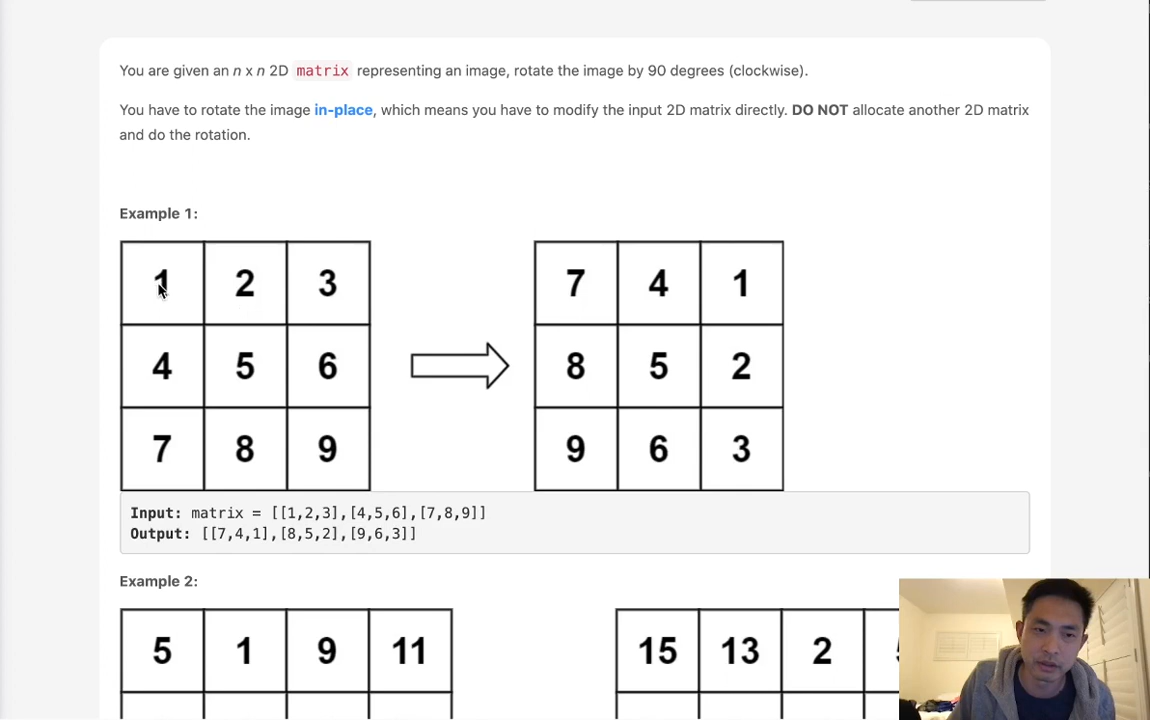 You are given an n x n 2D matrix representing an image, rotate the image by 90 degrees (clockwise).
You have to rotate the image in-place, which means you have to modify the input 2D matrix directly. DO NOT allocate another 2D matrix
and do the rotation.
Example 1:
1 2 3 7 4 1
4 5 6 8 5 2
7 8 9 9 6 3
Input: matrix = [[1,2,3],[4,5,6],[7,8,9]]
Output: [[7,4,1],[8,5,2],[9,6,3]]
Example 2:
5 1 9 11 15 13 2